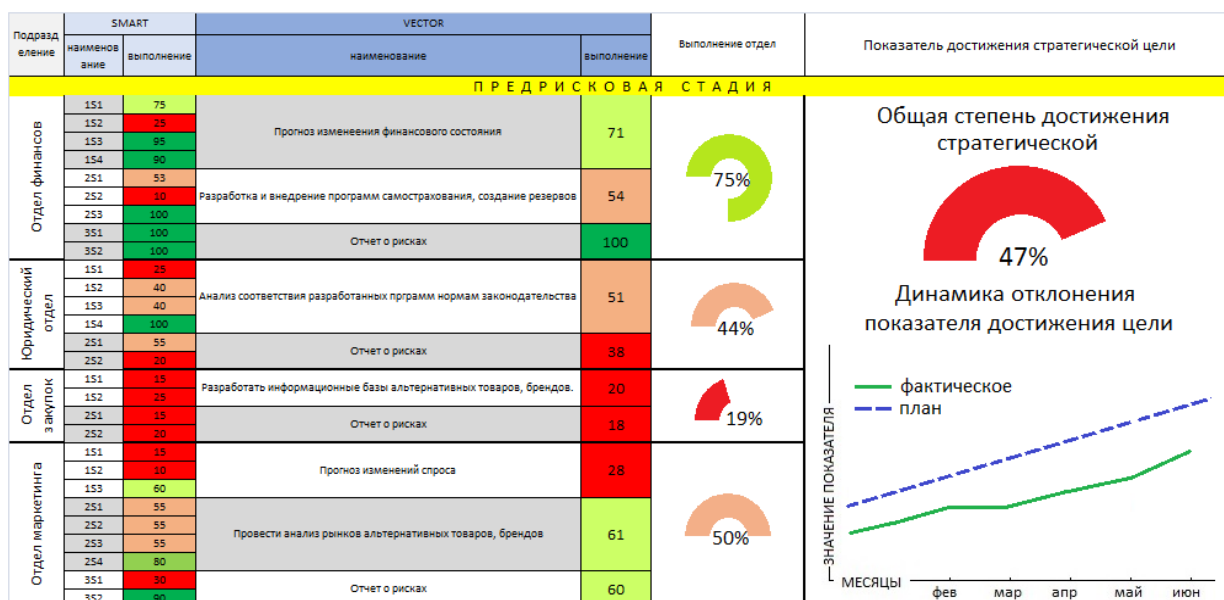 Подразд
еление
SMART
VECTOR
Выполнение отдел
Показатель достижения стратегической цели
наименов
ание
выполнение
наименование
выполнение
ПРЕДРИСКОВАЯ СТАДИЯ
Отдел финансов
1S1 75
1S2 25
1S3 95
1S4 90
Прогноз изменеения финансового состояния
71
2S1 53
2S2 10
2S3 100
Разработка и внедрение программ самострахования, создание резервов
54
3S1 100
3S2 100
Отчет о рисках
100
75%
Юридический
отдел
1S1 25
1S2 40
1S3 40
1S4 100
Анализ соответствия разработанных прграмм нормам законодательства
51
2S1 55
2S2 20
Отчет о рисках
38
44%
Отдел
закупок
1S1 15
1S2 25
Разработать информационные базы альтернативных товаров, брендов.
20
2S1 15
2S2 20
Отчет о рисках
18
19%
Отдел маркетинга
1S1 15
1S2 10
1S3 60
Прогноз изменений спроса
28
2S1 55
2S2 55
2S3 55
2S4 80
Провести анализ рынков альтернативных товаров, брендов
61
3S1 30
3S2 90
Отчет о рисках
60
50%
Общая степень достижения
стратегической
47%
Динамика отклонения
показателя достижения цели
фактическое
план
ЗНАЧЕНИЕ ПОКАЗАТЕЛЯ
МЕСЯЦЫ
фев мар апр май июн